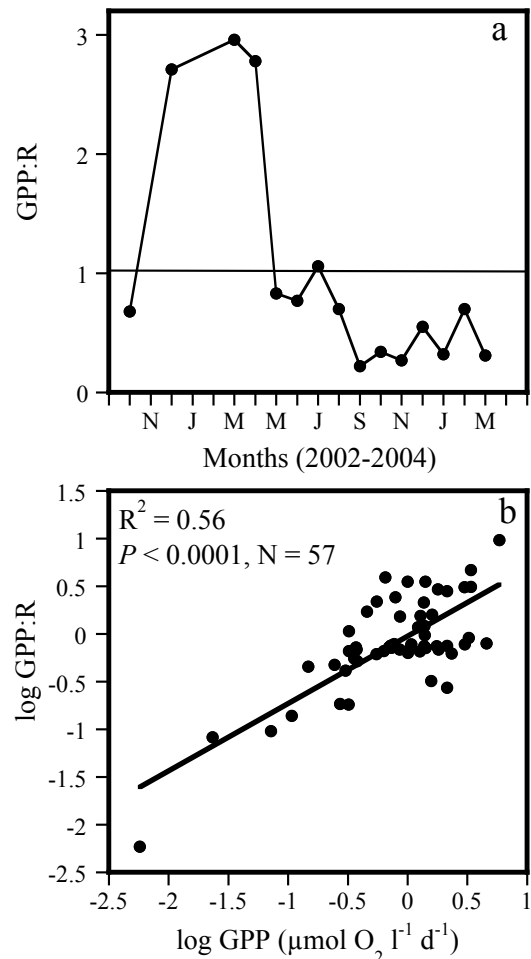 a
3
2
1
0
GPP:R
N J M M J S N J M
Months (2002-2004)
b
R² = 0.56
P < 0.0001, N = 57
1.5
1
0.5
0
-0.5
-1
-1.5
-2
-2.5
log GPP:R
-2.5 -2 -1.5 -1 -0.5 0 0.5 1
log GPP (µmol O₂ l⁻¹ d⁻¹)